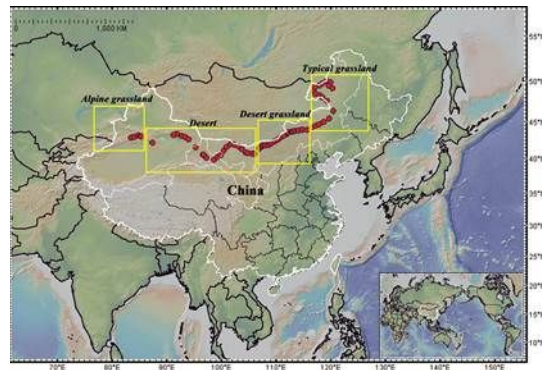 0 1,000 KM
Typical grassland
Alpine grassland
Desert
Desert grassland
China
55°N
50°N
45°N
40°N
35°N
30°N
25°N
20°N
15°N
10°N
70°E 80°E 90°E 100°E 110°E 120°E 130°E 140°E 150°E